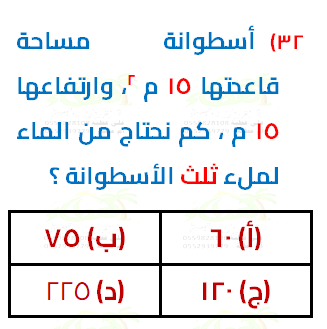 ٣٢) أسطوانة مساحة
قاعدتها ١٥ م ٢، وارتفاعها
١٥ م ، كم نحتاج من الماء
لملء ثلث الأسطوانة ؟
(أ) ٦٠ (ب) ٧٥
(ج) ١٢٠ (د) ٢٢٥